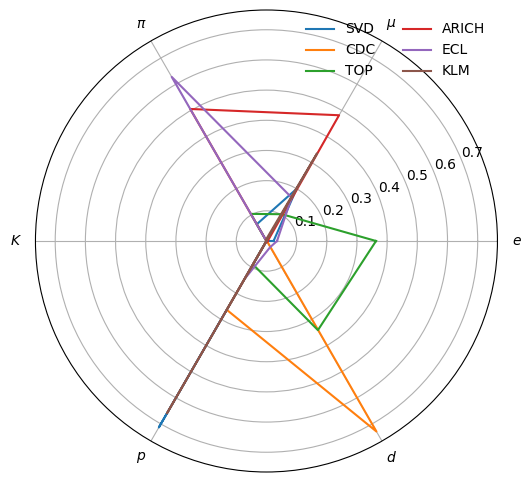 π
μ
SVD ARICH
CDC ECL
TOP KLM
0.7
0.6
0.5
0.4
0.3
0.2
0.1
K
e
p
d